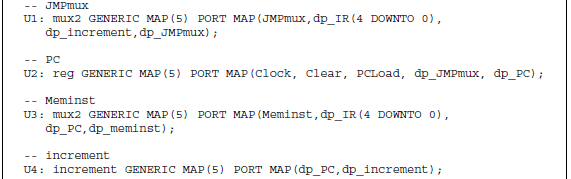 -- JMPmux
U1: mux2 GENERIC MAP(5) PORT MAP(JMPmux,dp_IR(4 DOWNTO 0),
dp_increment,dp_JMPmux);
-- PC
U2: reg GENERIC MAP(5) PORT MAP(Clock, Clear, PCLoad, dp_JMPmux, dp_PC);
-- Meminst
U3: mux2 GENERIC MAP(5) PORT MAP(Meminst,dp_IR(4 DOWNTO 0),
dp_PC,dp_meminst);
-- increment
U4: increment GENERIC MAP(5) PORT MAP(dp_PC,dp_increment);